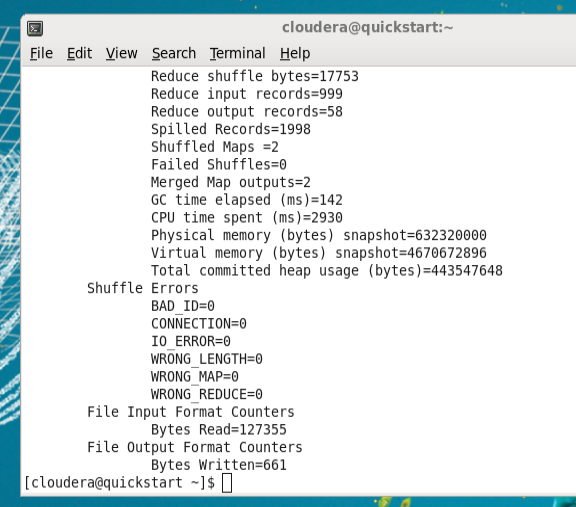 cloudera@quickstart:~
File Edit View Search Terminal Help
Reduce shuffle bytes=17753
Reduce input records=999
Reduce output records=58
Spilled Records=1998
Shuffled Maps =2
Failed Shuffles=0
Merged Map outputs=2
GC time elapsed (ms)=142
CPU time spent (ms)=2930
Physical memory (bytes) snapshot=632320000
Virtual memory (bytes) snapshot=4670672896
Total committed heap usage (bytes)=443547648
Shuffle Errors
BAD_ID=0
CONNECTION=0
IO_ERROR=0
WRONG_LENGTH=0
WRONG_MAP=0
WRONG_REDUCE=0
File Input Format Counters
Bytes Read=127355
File Output Format Counters
Bytes Written=661
[cloudera@quickstart ~]$